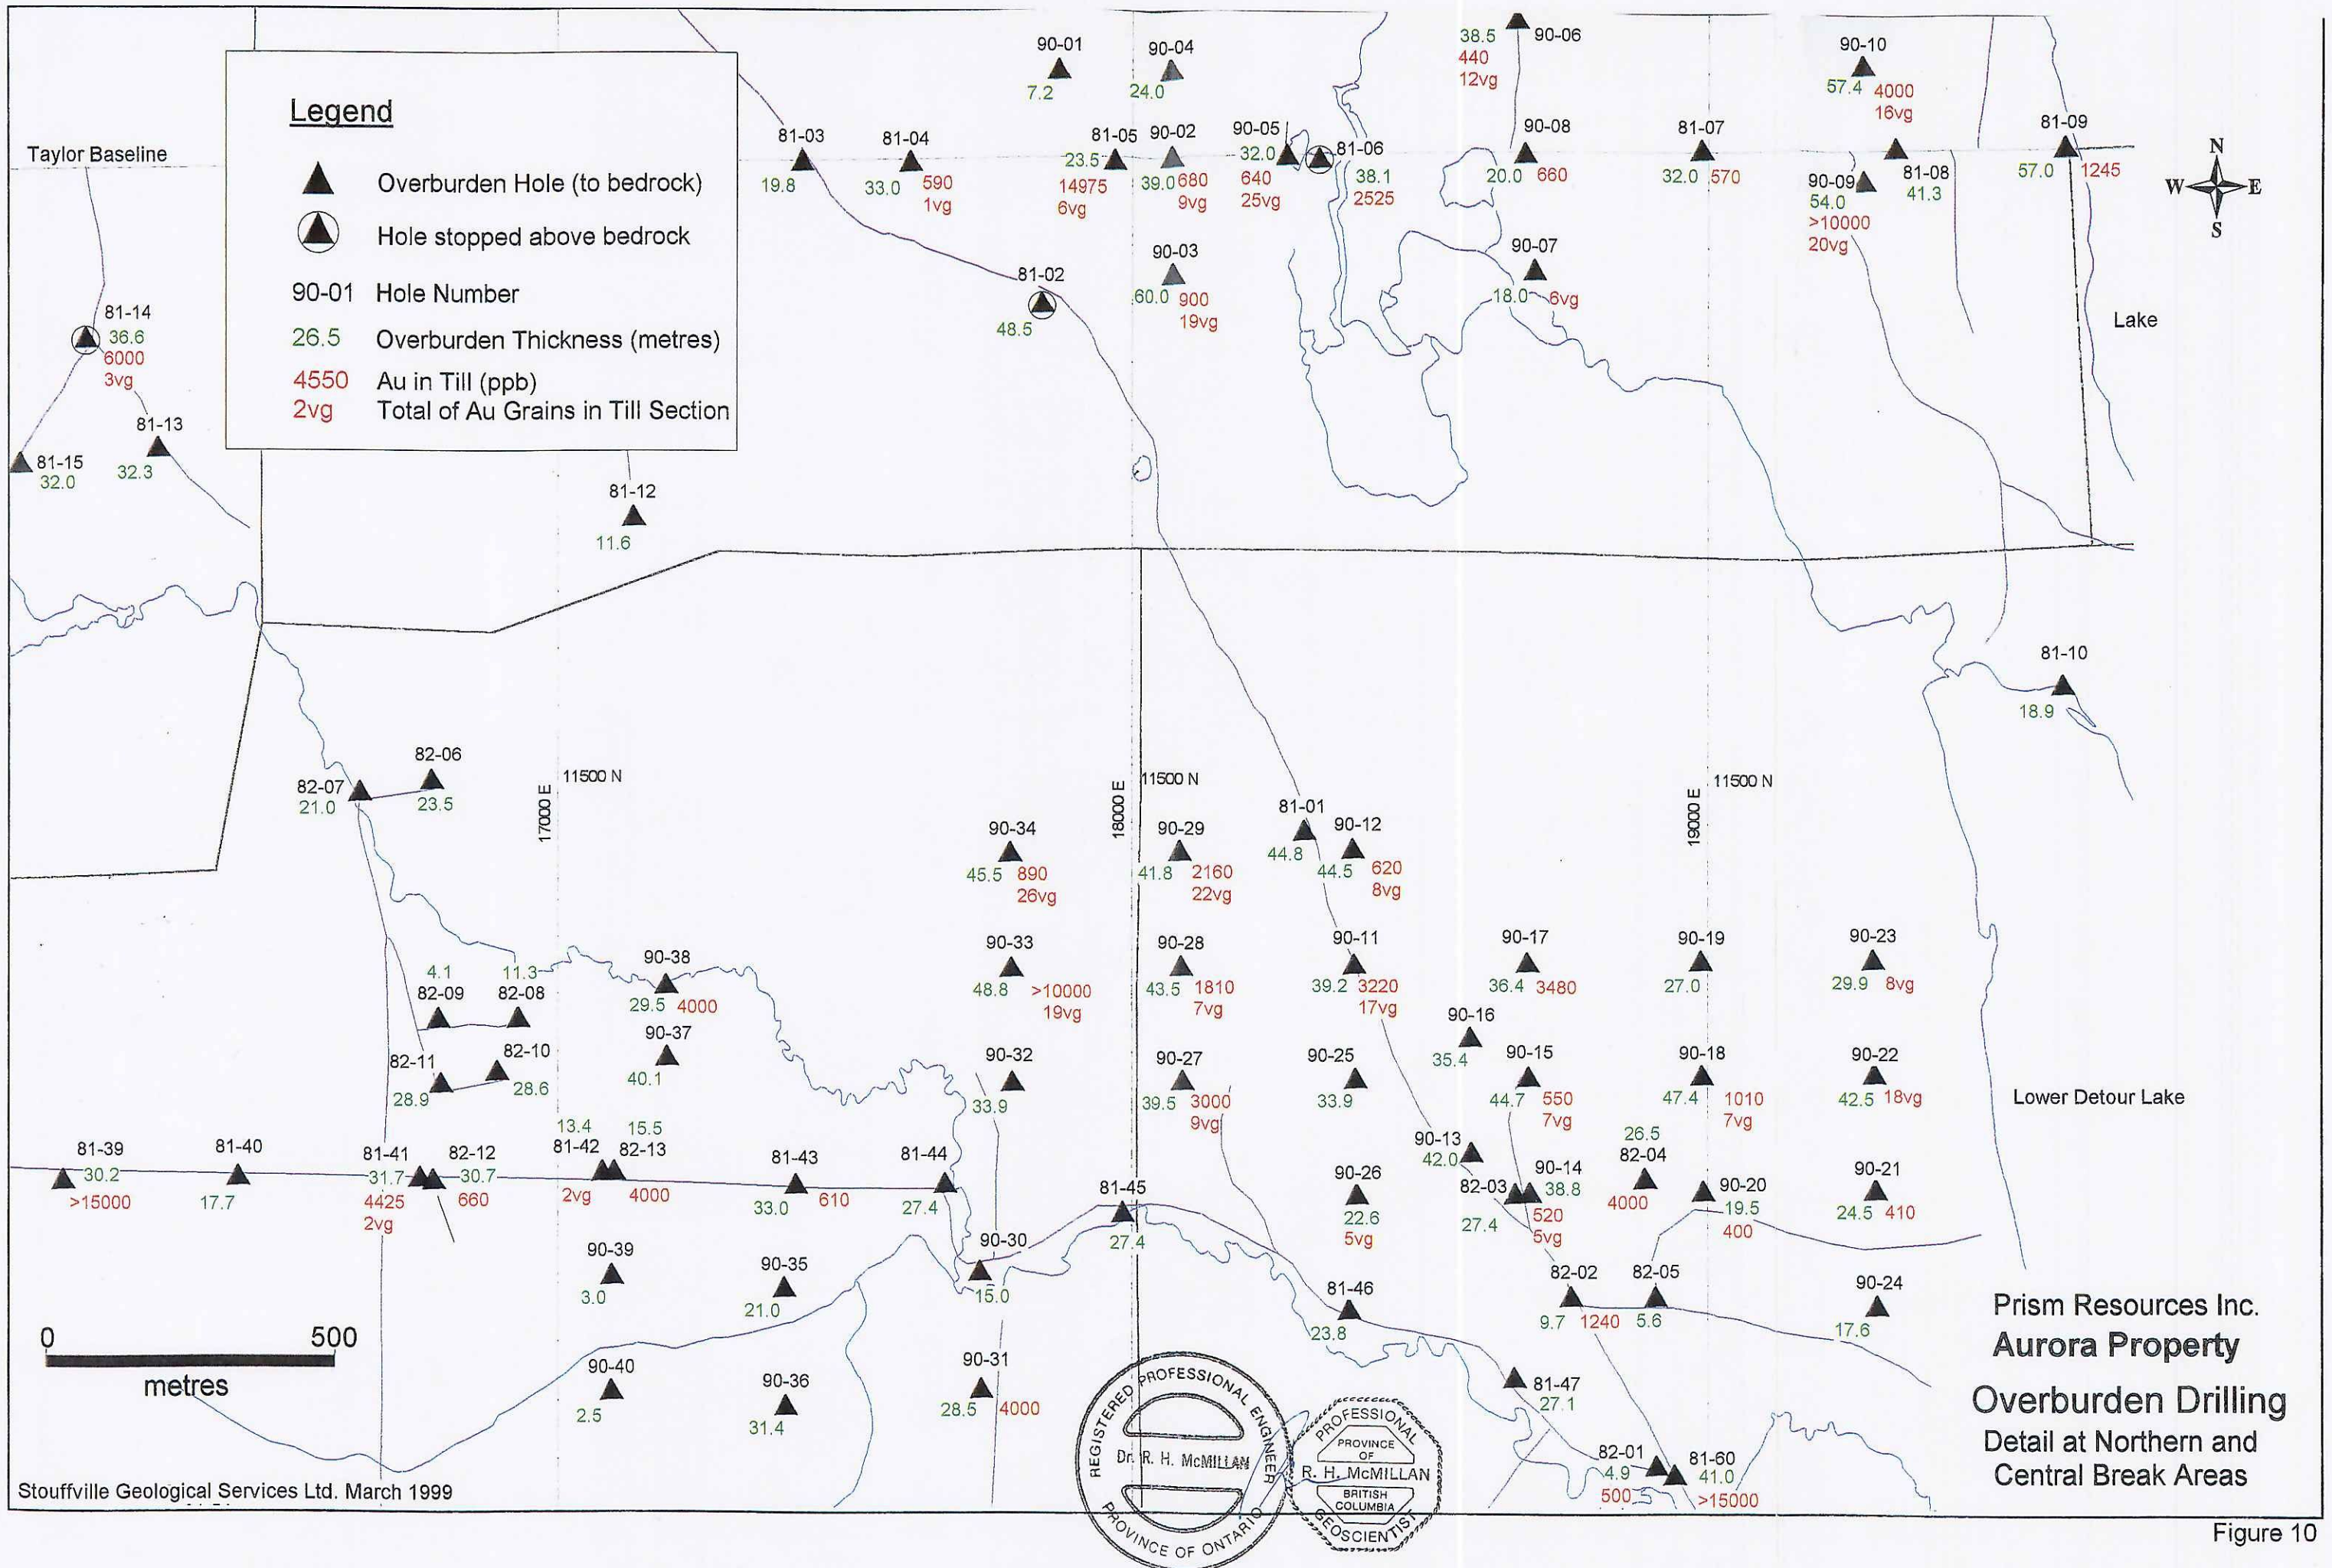 Legend
Overburden Hole (to bedrock)
Hole stopped above bedrock
90-01 Hole Number
26.5 Overburden Thickness (metres)
4550 Au in Till (ppb)
2vg Total of Au Grains in Till Section
Taylor Baseline
90-01
7.2
90-04
24.0
38.5 90-06
440
12vg
90-10
57.4 4000
16vg
81-03
19.8
81-04
33.0 590
1vg
81-05
23.5
14975
6vg
90-02
39.0 680
9vg
90-05
32.0
640
25vg
81-06
38.1
2525
90-08
20.0 660
81-07
32.0 570
90-09
54.0
>10000
20vg
81-08
41.3
81-09
57.0 1245
N
W E
S
81-02
48.5
90-03
60.0 900
19vg
90-07
18.0 6vg
Lake
81-14
36.6
6000
3vg
81-13
32.3
81-15
32.0
81-12
11.6
81-10
18.9
82-06
23.5
82-07
21.0
17000 E
11500 N
18000 E
11500 N
19000 E
11500 N
90-34
45.5 890
26vg
90-29
41.8 2160
22vg
81-01
44.8
90-12
44.5 620
8vg
90-33
48.8 >10000
19vg
90-28
43.5 1810
7vg
90-11
39.2 3220
17vg
90-17
36.4 3480
90-19
27.0
90-23
29.9 8vg
4.1
82-09
11.3
82-08
90-38
29.5 4000
90-37
40.1
82-11
28.9
82-10
28.6
90-32
33.9
90-27
39.5 3000
9vg
90-25
33.9
90-16
35.4
90-15
44.7 550
7vg
90-18
47.4 1010
7vg
90-22
42.5 18vg
Lower Detour Lake
81-39
30.2
>15000
81-40
17.7
81-41
31.7
4425
2vg
82-12
30.7
660
13.4
81-42
2vg
15.5
82-13
4000
81-43
33.0 610
81-44
27.4
81-45
27.4
90-26
22.6
5vg
90-13
42.0
82-03
27.4
90-14
38.8
520
5vg
26.5
82-04
4000
90-20
19.5
400
90-21
24.5 410
90-39
3.0
90-35
21.0
90-30
15.0
81-46
23.8
82-02
9.7 1240
82-05
5.6
90-24
17.6
90-40
2.5
90-36
31.4
90-31
28.5 4000
81-47
27.1
82-01
4.9
500
81-60
41.0
>15000
0 500
metres
Prism Resources Inc.
Aurora Property
Overburden Drilling
Detail at Northern and
Central Break Areas
REGISTERED PROFESSIONAL ENGINEER
Dr. R. H. McMILLAN
PROVINCE OF ONTARIO
PROFESSIONAL
PROVINCE
OF
R. H. McMILLAN
BRITISH
COLUMBIA
GEOSCIENTIST
Stouffville Geological Services Ltd. March 1999
Figure 10